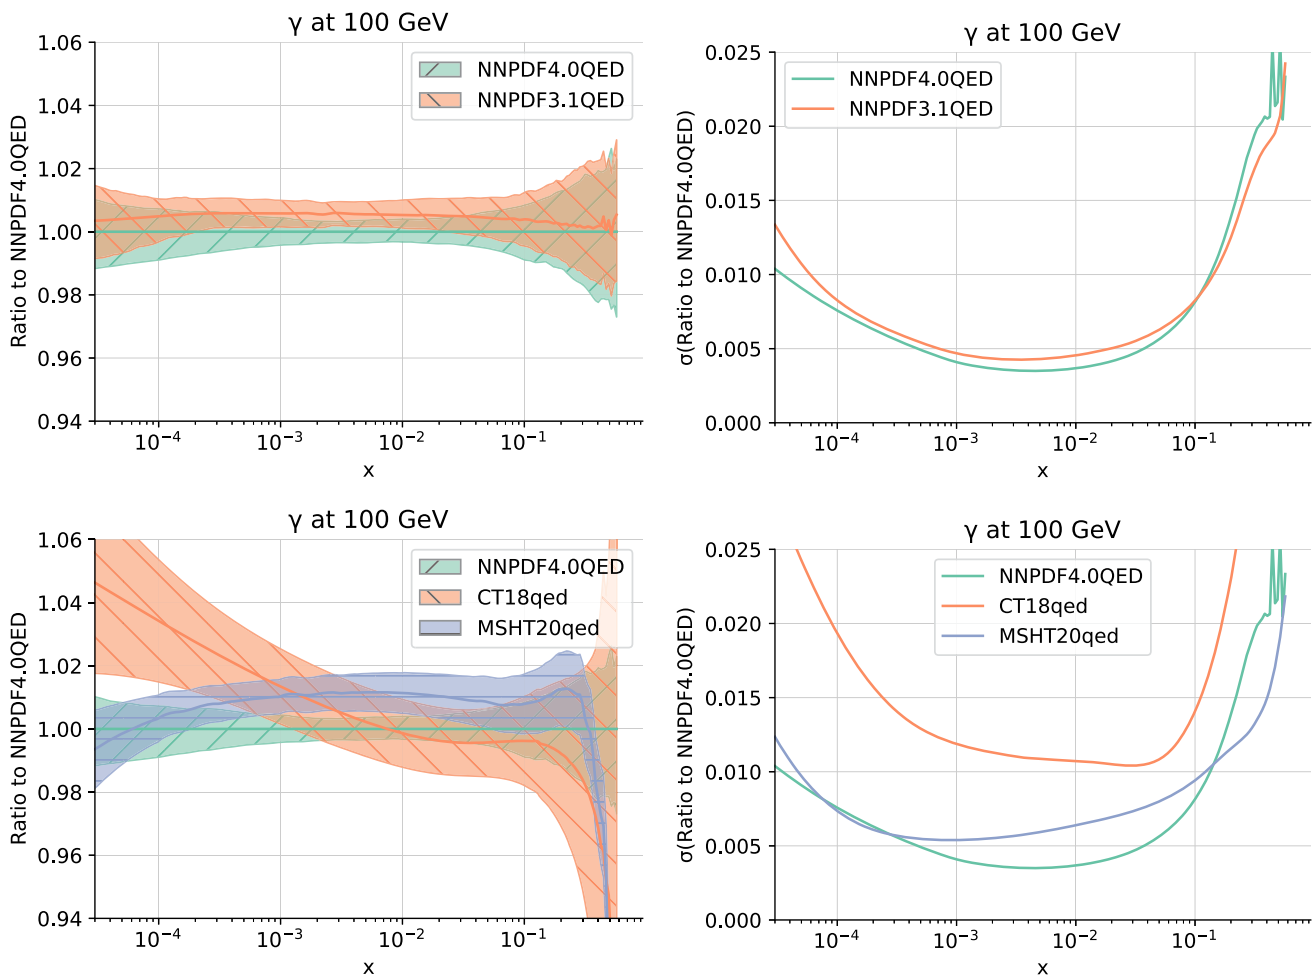 γ at 100 GeV
Ratio to NNPDF4.0QED
1.06
1.04
1.02
1.00
0.98
0.96
0.94
NNPDF4.0QED
NNPDF3.1QED
10⁻⁴ 10⁻³ 10⁻² 10⁻¹
x
γ at 100 GeV
σ(Ratio to NNPDF4.0QED)
0.025
0.020
0.015
0.010
0.005
0.000
NNPDF4.0QED
NNPDF3.1QED
10⁻⁴ 10⁻³ 10⁻² 10⁻¹
x
γ at 100 GeV
Ratio to NNPDF4.0QED
1.06
1.04
1.02
1.00
0.98
0.96
0.94
NNPDF4.0QED
CT18qed
MSHT20qed
10⁻⁴ 10⁻³ 10⁻² 10⁻¹
x
γ at 100 GeV
σ(Ratio to NNPDF4.0QED)
0.025
0.020
0.015
0.010
0.005
0.000
NNPDF4.0QED
CT18qed
MSHT20qed
10⁻⁴ 10⁻³ 10⁻² 10⁻¹
x